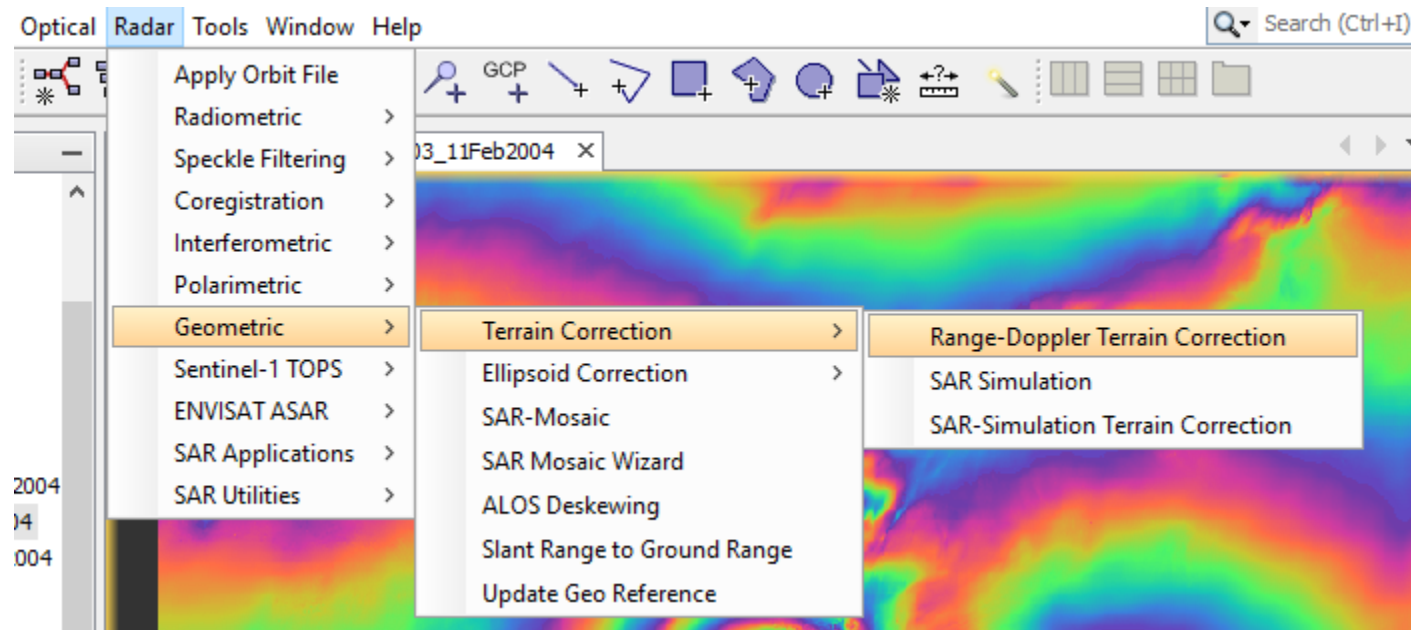 Optical Radar Tools Window Help
Search (Ctrl+I)
GCP
Apply Orbit File
Radiometric
Speckle Filtering
Coregistration
Interferometric
Polarimetric
Geometric
Sentinel-1 TOPS
ENVISAT ASAR
SAR Applications
SAR Utilities
03_11Feb2004
Terrain Correction
Ellipsoid Correction
SAR-Mosaic
SAR Mosaic Wizard
ALOS Deskewing
Slant Range to Ground Range
Update Geo Reference
Range-Doppler Terrain Correction
SAR Simulation
SAR-Simulation Terrain Correction
2004
04
004